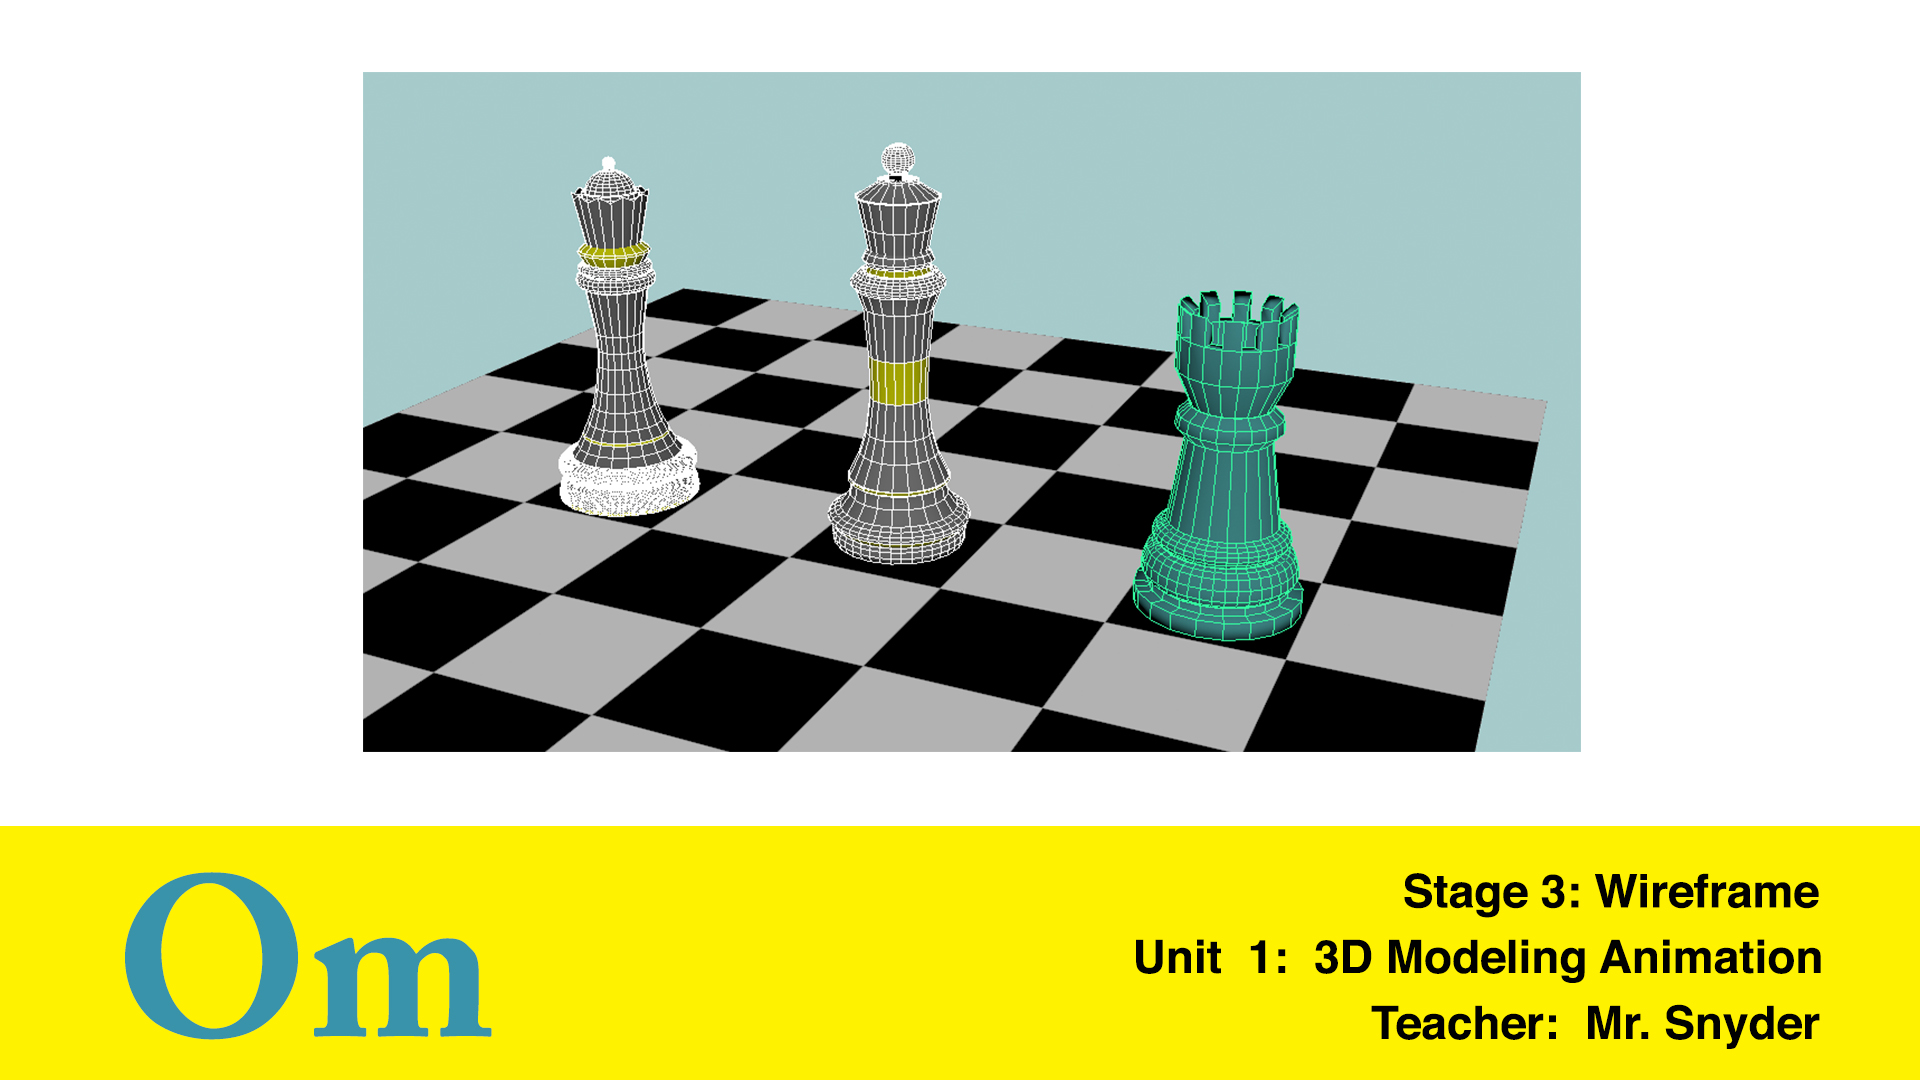 Om
Stage 3: Wireframe
Unit 1: 3D Modeling Animation
Teacher: Mr. Snyder